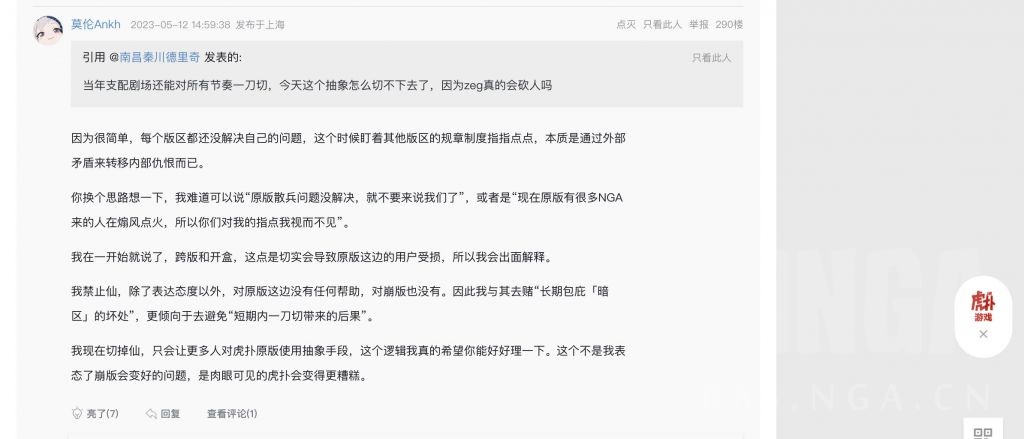 莫伦Ankh 2023-05-12 14:59:38 发布于上海 点灭 只看此人 举报 290楼
引用 @南昌秦川德里奇 发表的: 只看此人
当年支配剧场还能对所有节奏一刀切，今天这个抽象怎么切不下去了，因为zeg真的会砍人吗
因为很简单，每个版区都还没解决自己的问题，这个时候盯着其他版区的规章制度指指点点，本质是通过外部
矛盾来转移内部仇恨而已。
你换个思路想一下，我难道可以说“原版散兵问题没解决，就不要来说我们了”，或者是“现在原版有很多NGA
来的人在煽风点火，所以你们对我的指点我视而不见”。
我在一开始就说了，跨版和开盒，这点是切实会导致原版这边的用户受损，所以我会出面解释。
我禁止仙，除了表达态度以外，对原版这边没有任何帮助，对崩版也没有。因此我与其去赌“长期包庇「暗
区」的坏处”，更倾向于去避免“短期内一刀切带来的后果”。
我现在切掉仙，只会让更多人对虎扑原版使用抽象手段，这个逻辑我真的希望你能好好理一下。这个不是我表
态了崩版会变好的问题，是肉眼可见的虎扑会变得更糟糕。
亮了(7) 回复 查看评论(1)
虎扑
游戏
NGA
.NGA.CN